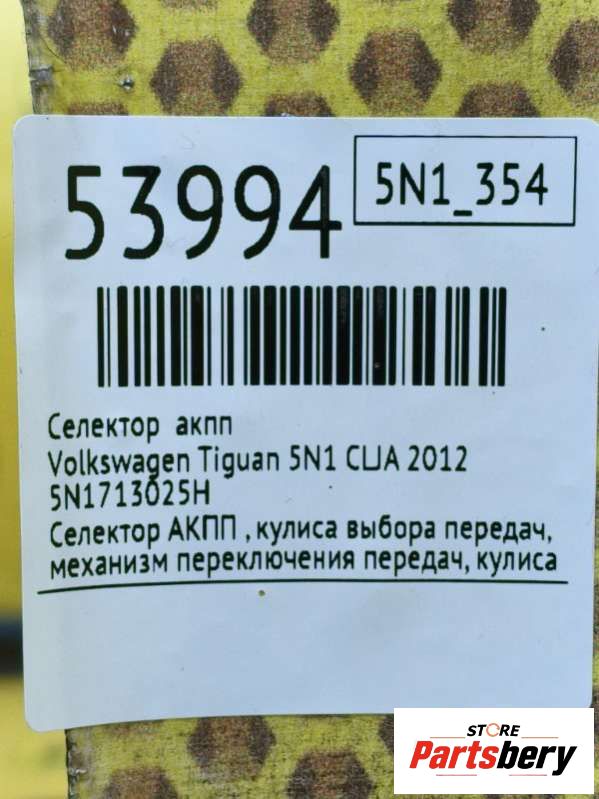 53994
5N1_354
Селектор акпп
Volkswagen Tiguan 5N1 CLJA 2012
5N1713025H
Селектор АКПП , кулиса выбора передач,
механизм переключения передач, кулиса
STORE
Partsbery